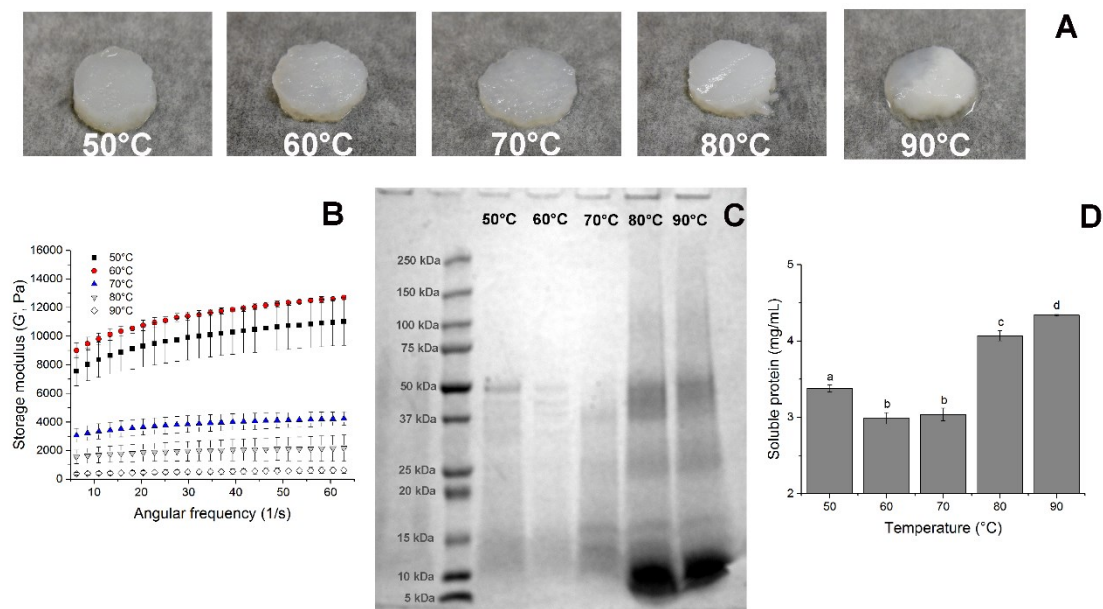 A
50°C
60°C
70°C
80°C
90°C
B
16000
14000
12000
10000
8000
6000
4000
2000
0
Storage modulus (G', Pa)
50°C
60°C
70°C
80°C
90°C
10 20 30 40 50 60
Angular frequency (1/s)
C
50°C 60°C 70°C 80°C 90°C
250 kDa
150 kDa
100 kDa
75 kDa
50 kDa
37 kDa
25 kDa
20 kDa
15 kDa
10 kDa
5 kDa
D
5
4
3
2
Soluble protein (mg/mL)
a
b
b
c
d
50 60 70 80 90
Temperature (°C)